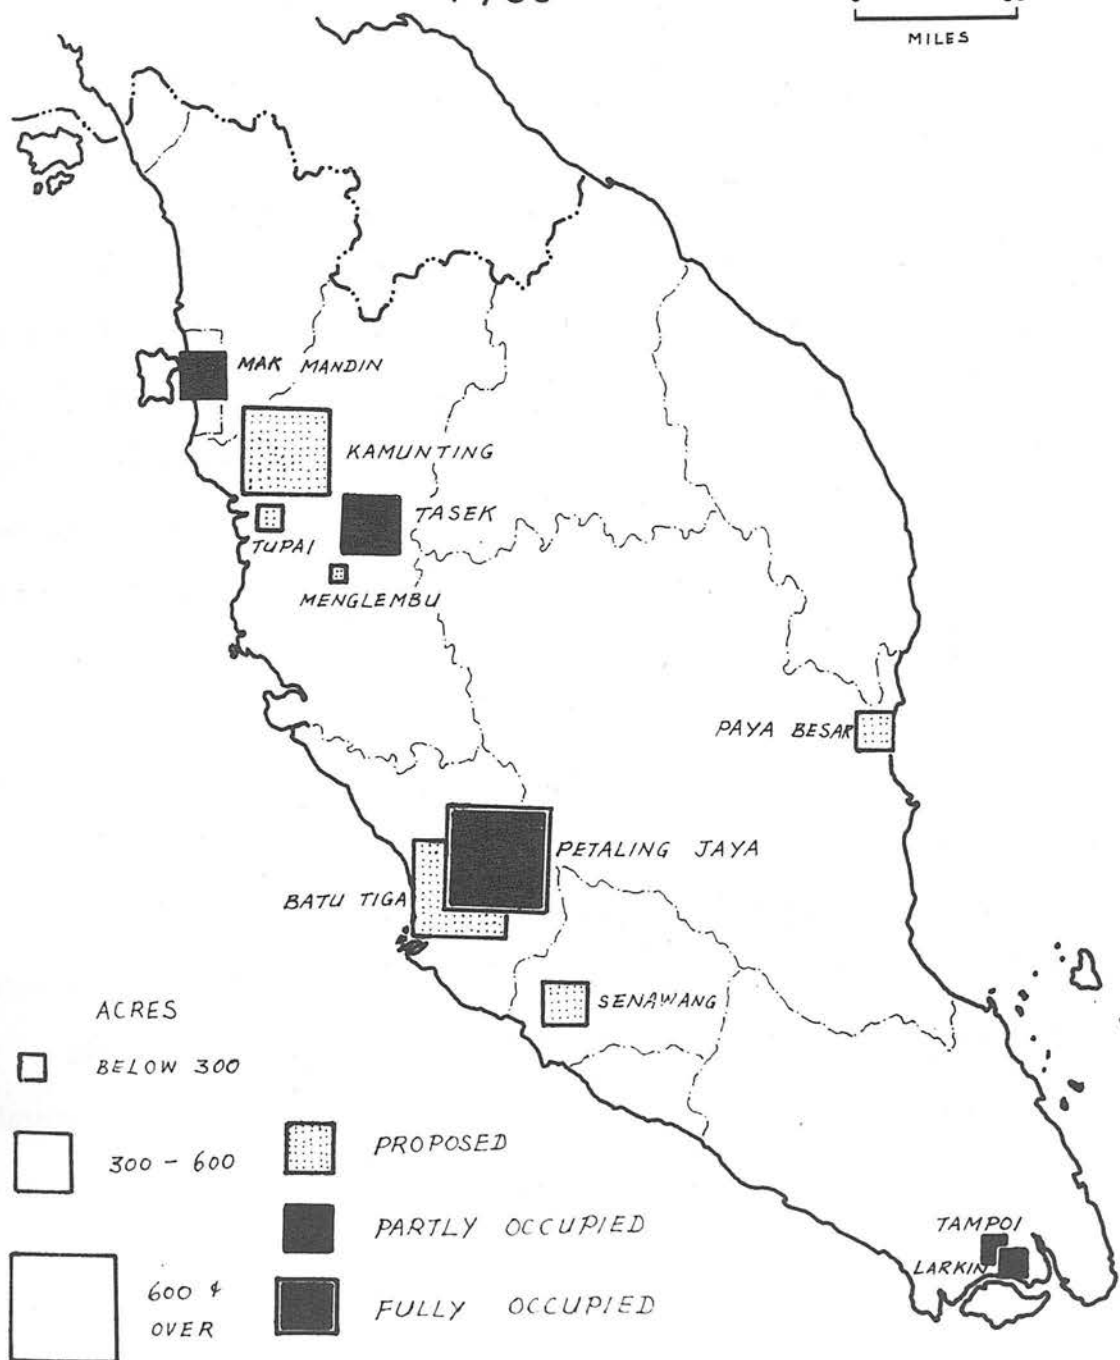 MILES
MAK MANDIN
KAMUNTING
TASEK
TUPAI
MENGLEMBU
PAYA BESAR
PETALING JAYA
BATU TIGA
SENAWANG
ACRES
BELOW 300
300 - 600
600 &
OVER
PROPOSED
PARTLY OCCUPIED
FULLY OCCUPIED
TAMPOI
LARKIN